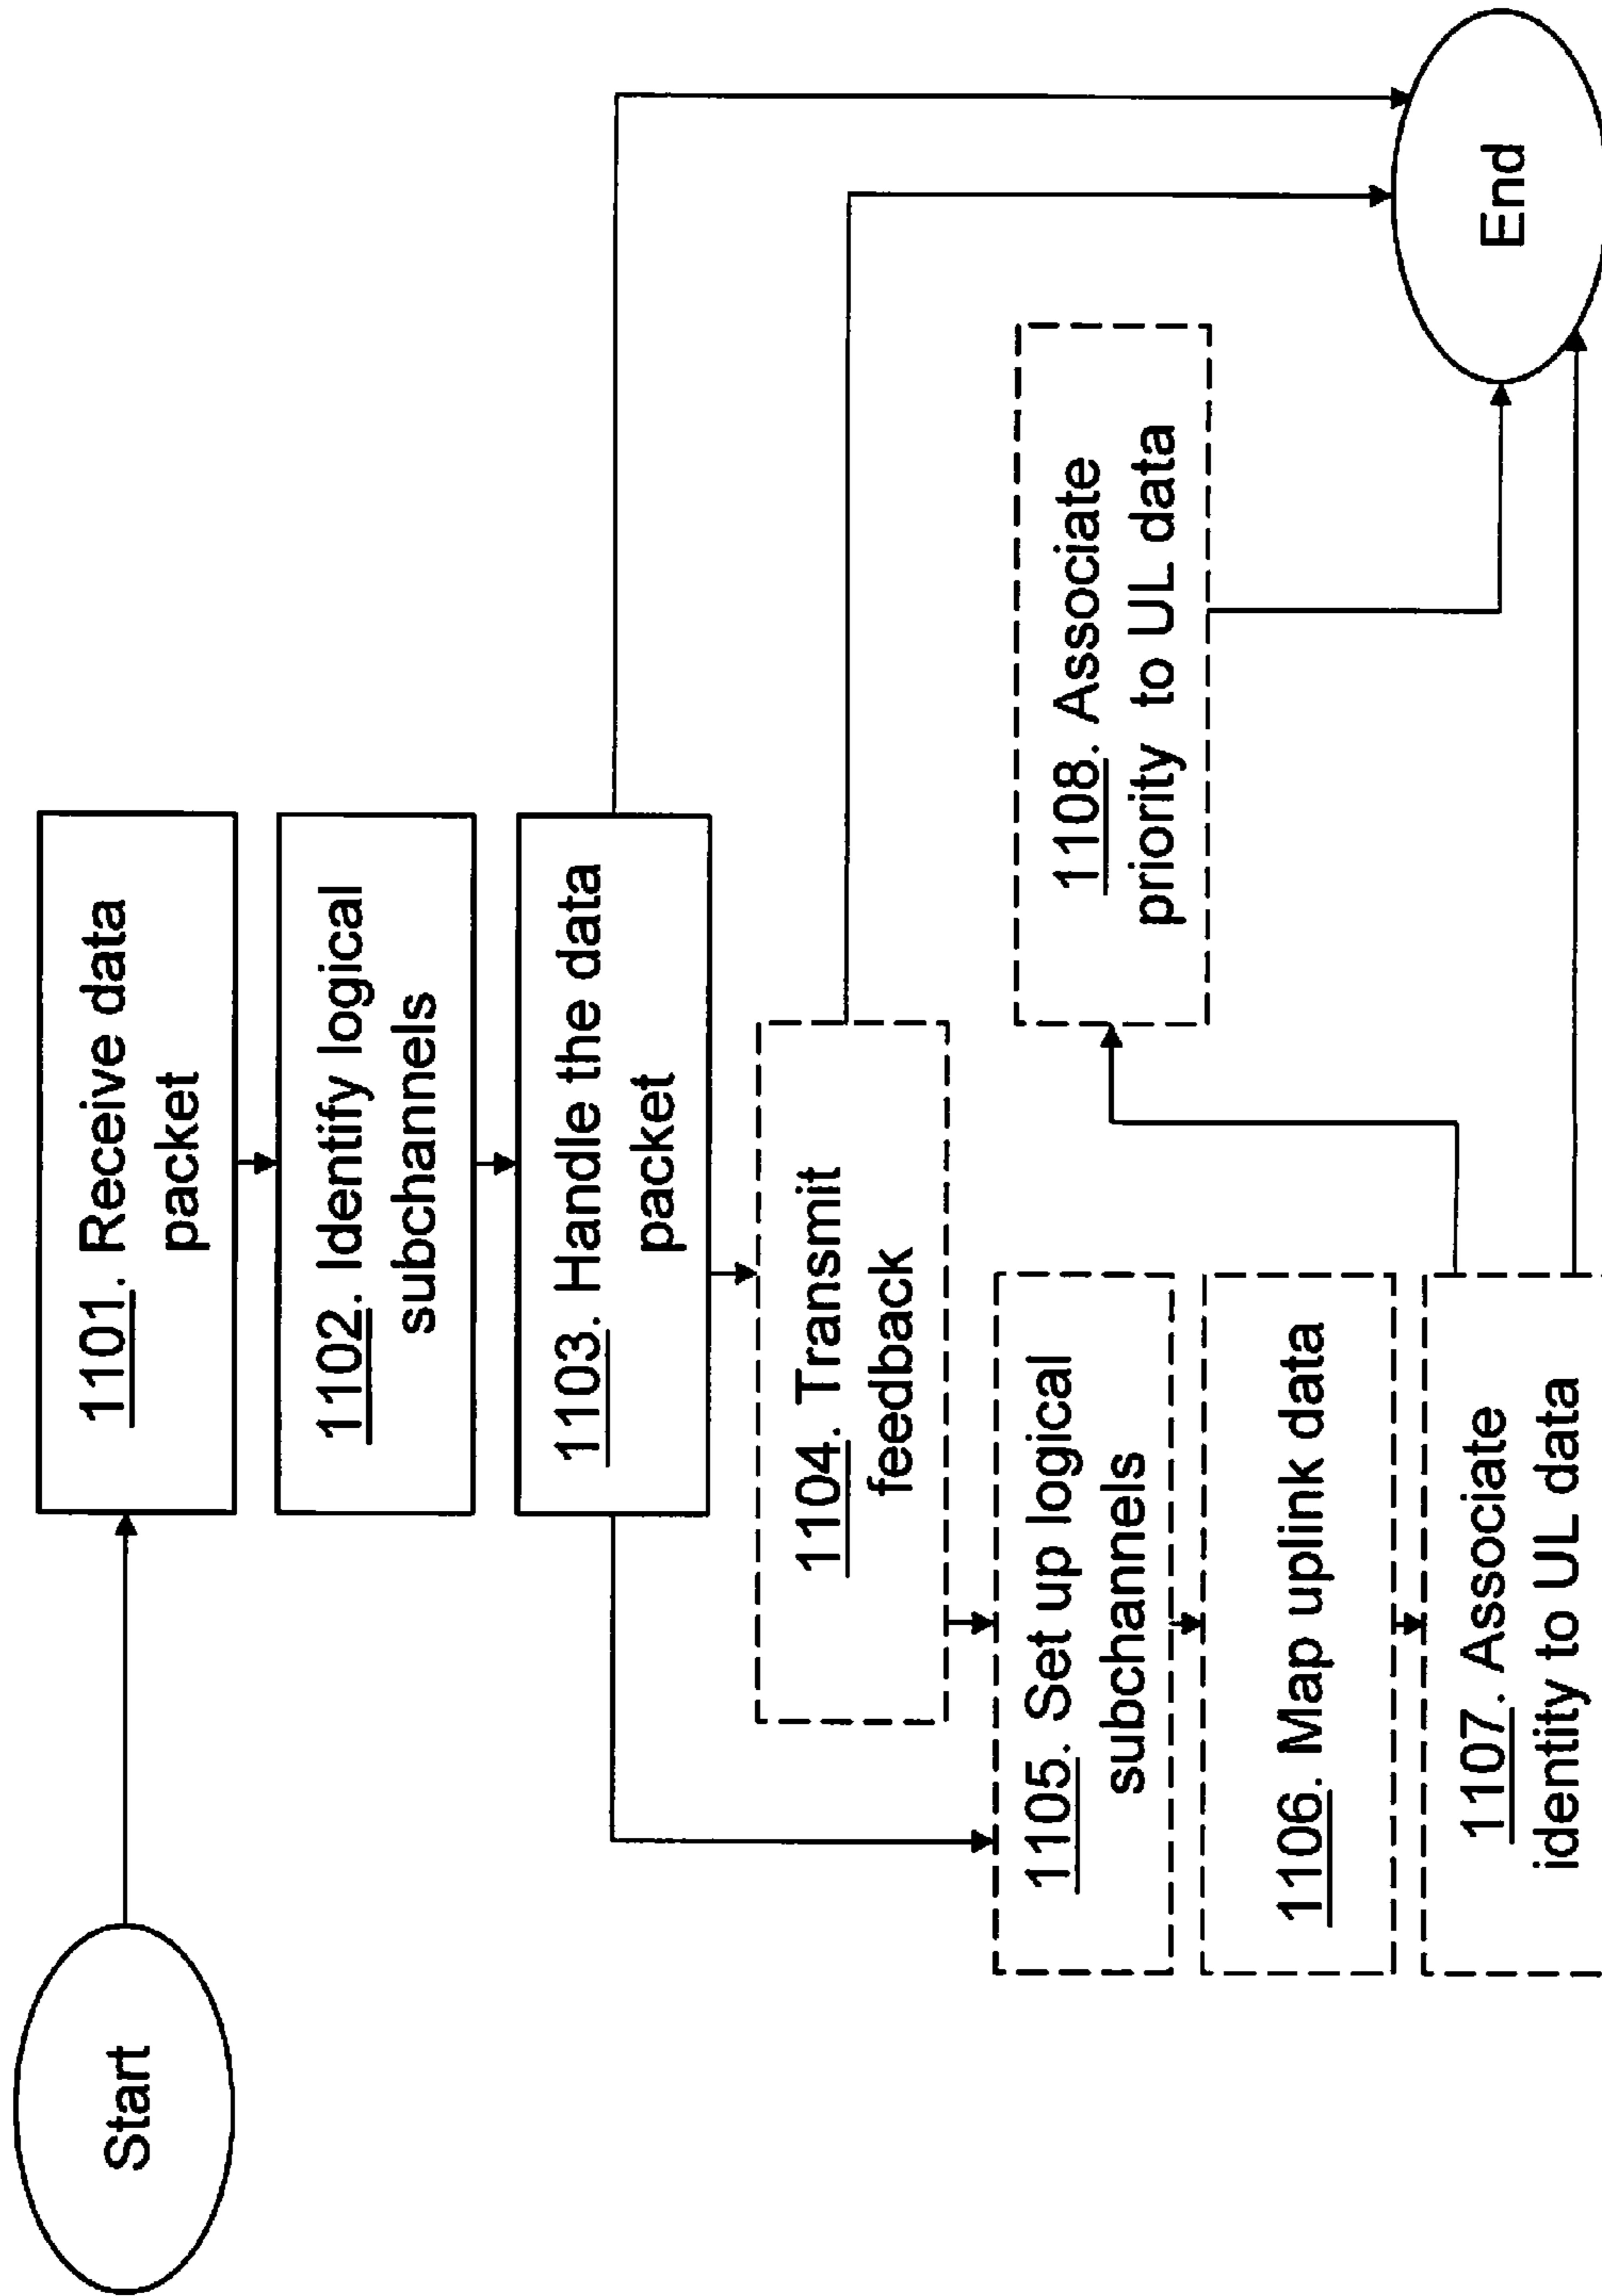 Start
1101. Receive data
packet
1102. Identify logical
subchannels
1103. Handle the data
packet
1104. Transmit
feedback
1105. Set up logical
subchannels
1106. Map uplink data
1107. Associate
identity to UL data
1108. Associate
priority to UL data
End